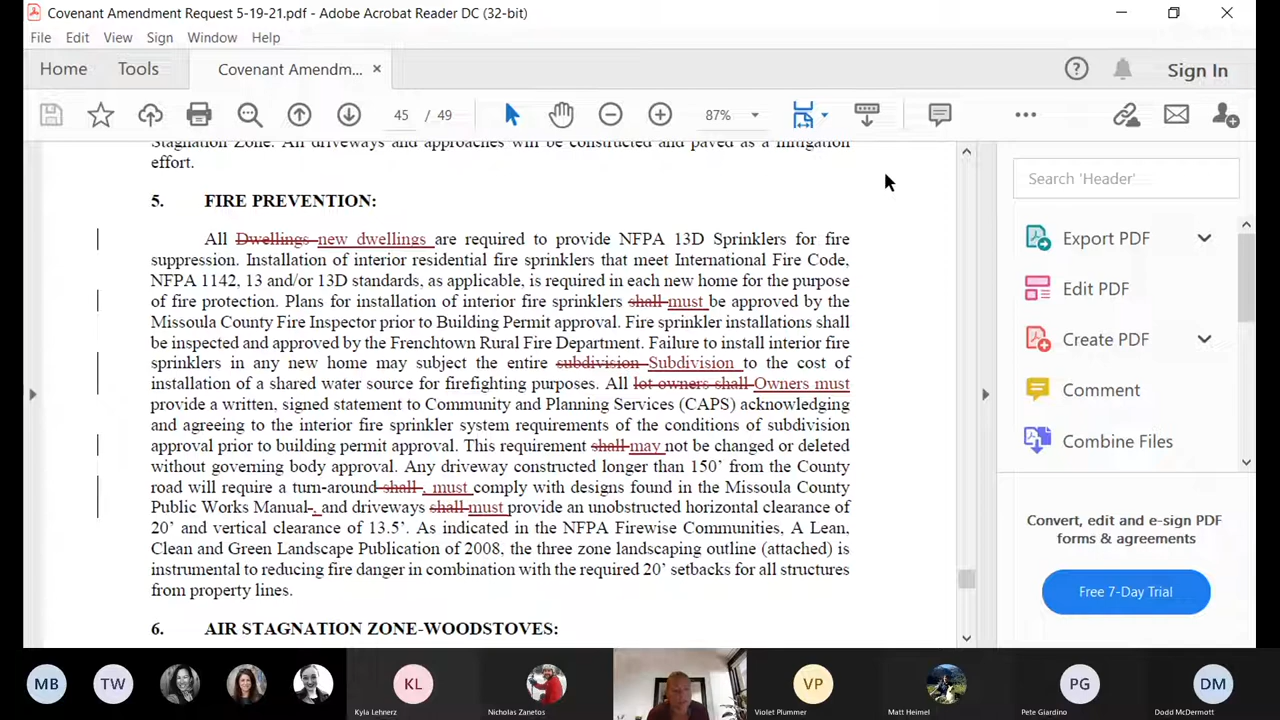 Covenant Amendment Request 5-19-21.pdf - Adobe Acrobat Reader DC (32-bit)
File Edit View Sign Window Help
Home Tools Covenant Amendm... × Sign In
45 / 49 87%
Stagnation Zone. All driveways and approaches will be constructed and paved as a mitigation
effort.
5. FIRE PREVENTION:
All Dwellings new dwellings are required to provide NFPA 13D Sprinklers for fire
suppression. Installation of interior residential fire sprinklers that meet International Fire Code,
NFPA 1142, 13 and/or 13D standards, as applicable, is required in each new home for the purpose
of fire protection. Plans for installation of interior fire sprinklers shall must be approved by the
Missoula County Fire Inspector prior to Building Permit approval. Fire sprinkler installations shall
be inspected and approved by the Frenchtown Rural Fire Department. Failure to install interior fire
sprinklers in any new home may subject the entire subdivision Subdivision to the cost of
installation of a shared water source for firefighting purposes. All lot owners shall Owners must
provide a written, signed statement to Community and Planning Services (CAPS) acknowledging
and agreeing to the interior fire sprinkler system requirements of the conditions of subdivision
approval prior to building permit approval. This requirement shall may not be changed or deleted
without governing body approval. Any driveway constructed longer than 150’ from the County
road will require a turn-around shall , must comply with designs found in the Missoula County
Public Works Manual , and driveways shall must provide an unobstructed horizontal clearance of
20’ and vertical clearance of 13.5’. As indicated in the NFPA Firewise Communities, A Lean,
Clean and Green Landscape Publication of 2008, the three zone landscaping outline (attached) is
instrumental to reducing fire danger in combination with the required 20’ setbacks for all structures
from property lines.
6. AIR STAGNATION ZONE-WOODSTOVES:
Search 'Header'
Export PDF
Edit PDF
Create PDF
Comment
Combine Files
Convert, edit and e-sign PDF
forms & agreements
Free 7-Day Trial
MB TW KL VP PG DM
Kyla Lehnerz Nicholas Zanetos Violet Plummer Matt Heimel Pete Giardino Dodd McDermott